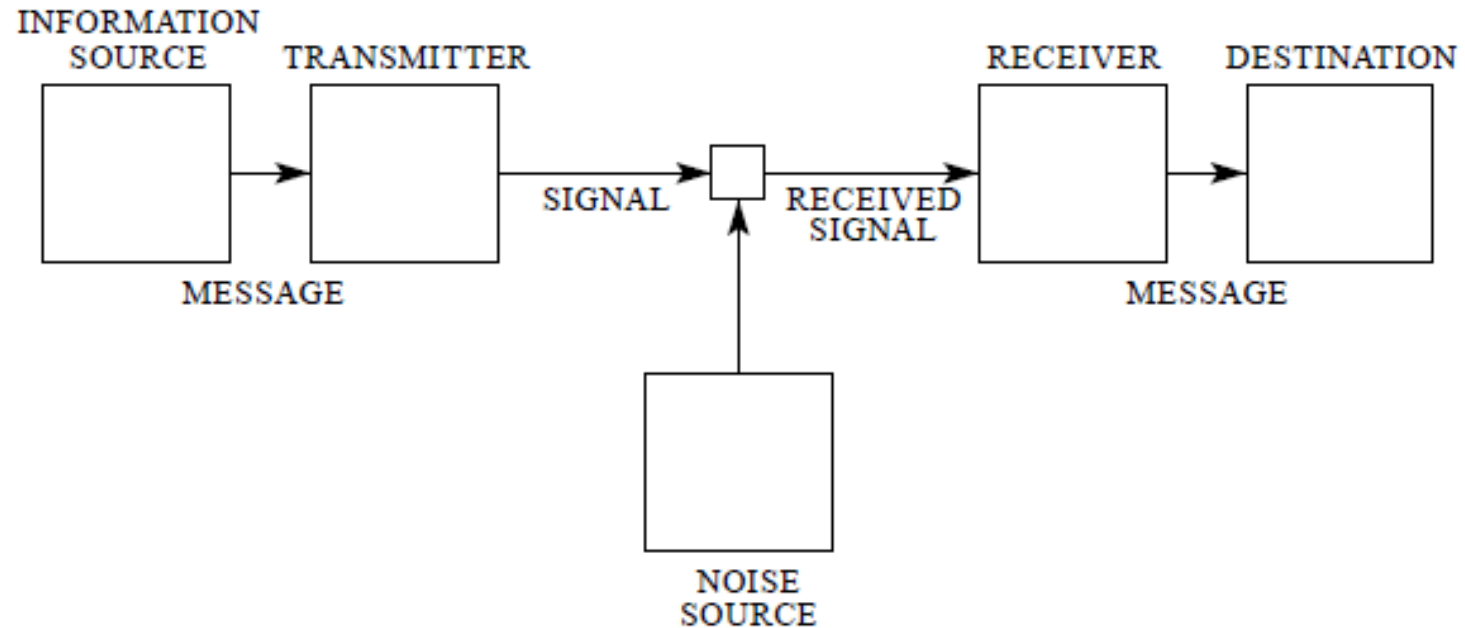 INFORMATION
SOURCE
TRANSMITTER
RECEIVER
DESTINATION
SIGNAL
RECEIVED
SIGNAL
MESSAGE
MESSAGE
NOISE
SOURCE